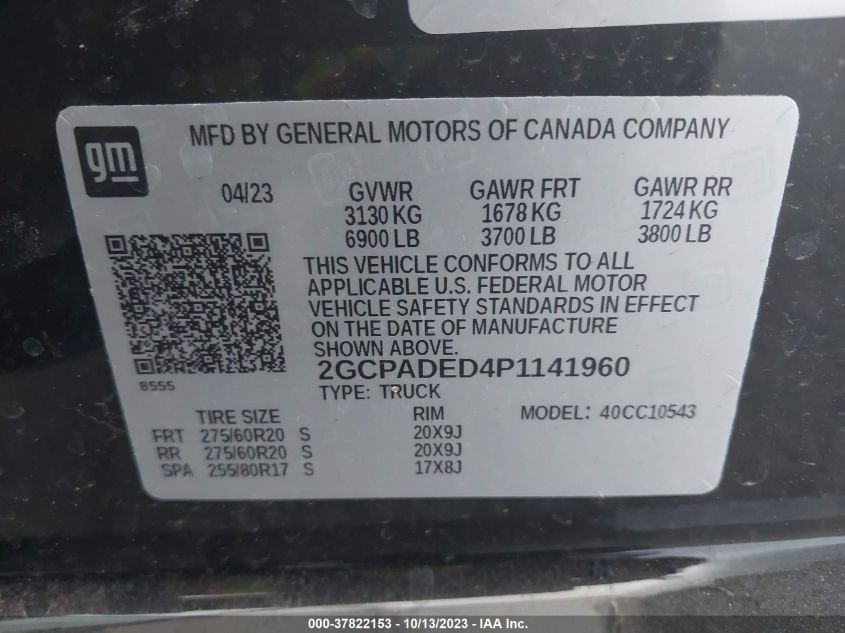 gm
MFD BY GENERAL MOTORS OF CANADA COMPANY
04/23 GVWR GAWR FRT GAWR RR
3130 KG 1678 KG 1724 KG
6900 LB 3700 LB 3800 LB
THIS VEHICLE CONFORMS TO ALL
APPLICABLE U.S. FEDERAL MOTOR
VEHICLE SAFETY STANDARDS IN EFFECT
ON THE DATE OF MANUFACTURE
SHOWN ABOVE.
2GCPADED4P1141960
8555
TYPE: TRUCK
TIRE SIZE RIM MODEL: 40CC10543
FRT 275/60R20 S 20X9J
RR 275/60R20 S 20X9J
SPA 255/80R17 S 17X8J
000-37822153 - 10/13/2023 - IAA Inc.